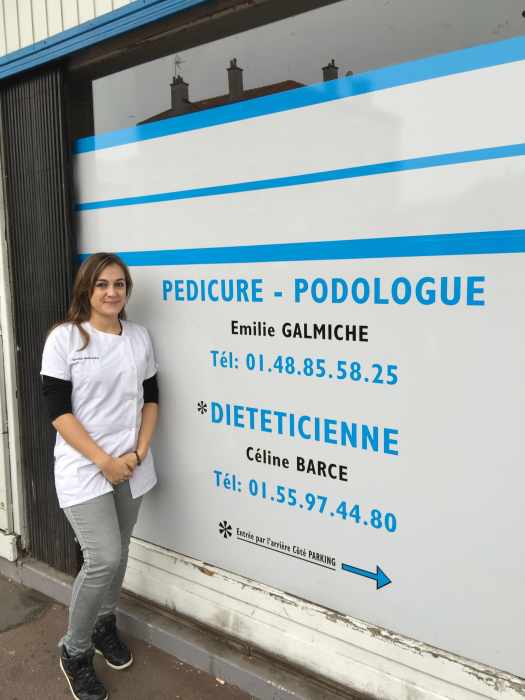 PEDICURE - PODOLOGUE
Emilie GALMICHE
Tél: 01.48.85.58.25
*DIETETICIENNE
Céline BARCE
Tél: 01.55.97.44.80
* Entrée par l'arrière Côté PARKING